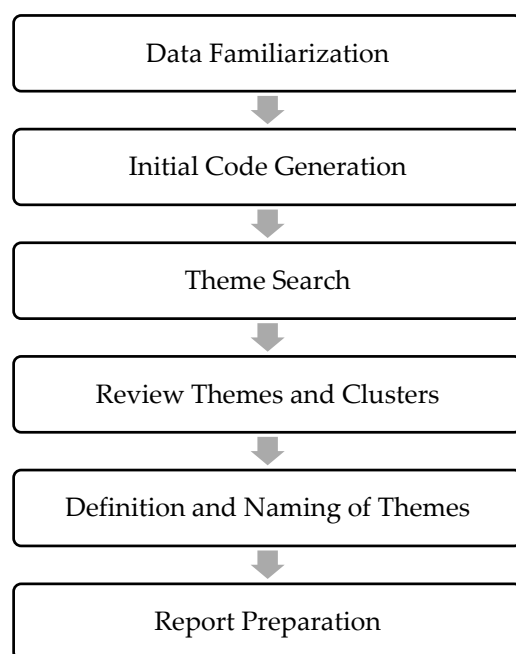 Data Familiarization
Initial Code Generation
Theme Search
Review Themes and Clusters
Definition and Naming of Themes
Report Preparation